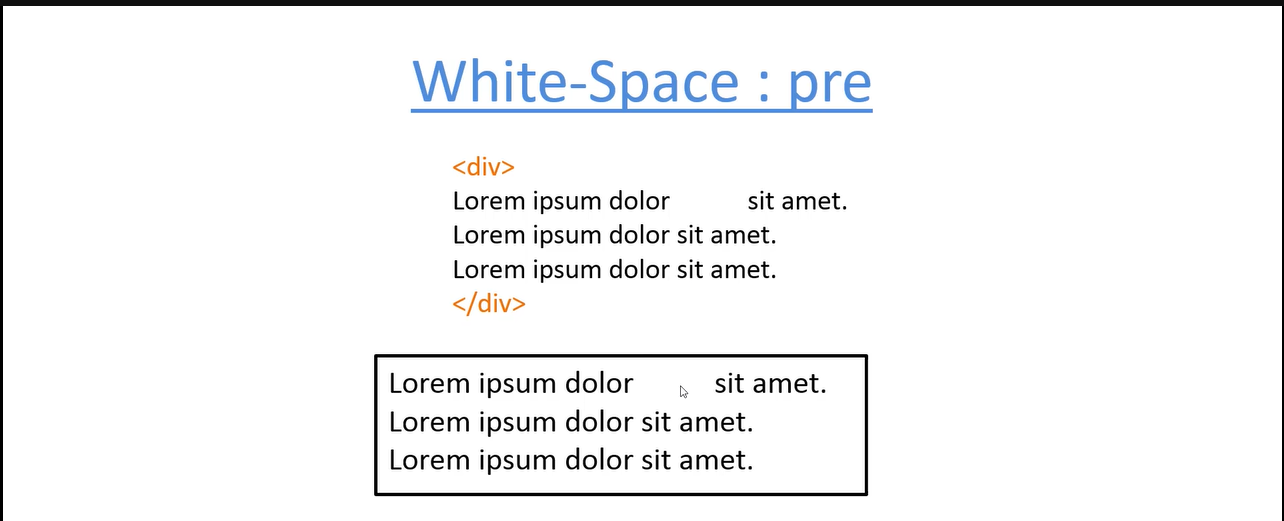 White-Space : pre
<div>
Lorem ipsum dolor          sit amet.
Lorem ipsum dolor sit amet.
Lorem ipsum dolor sit amet.
</div>
Lorem ipsum dolor          sit amet.
Lorem ipsum dolor sit amet.
Lorem ipsum dolor sit amet.